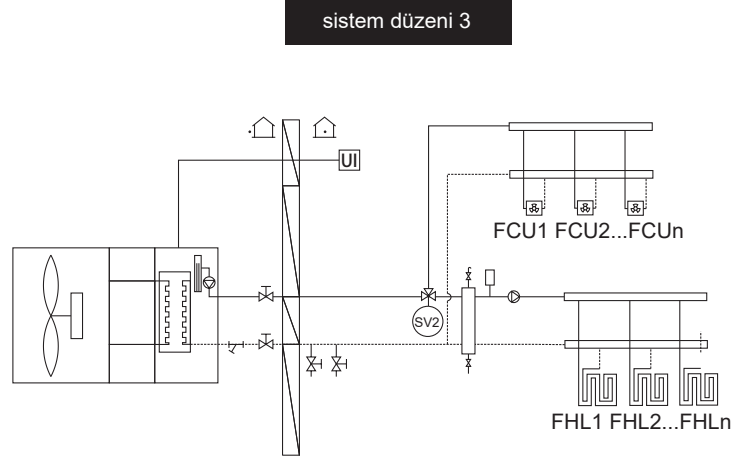 sistem düzeni 3
UI
FCU1 FCU2...FCUn
SV2
FHL1 FHL2...FHLn